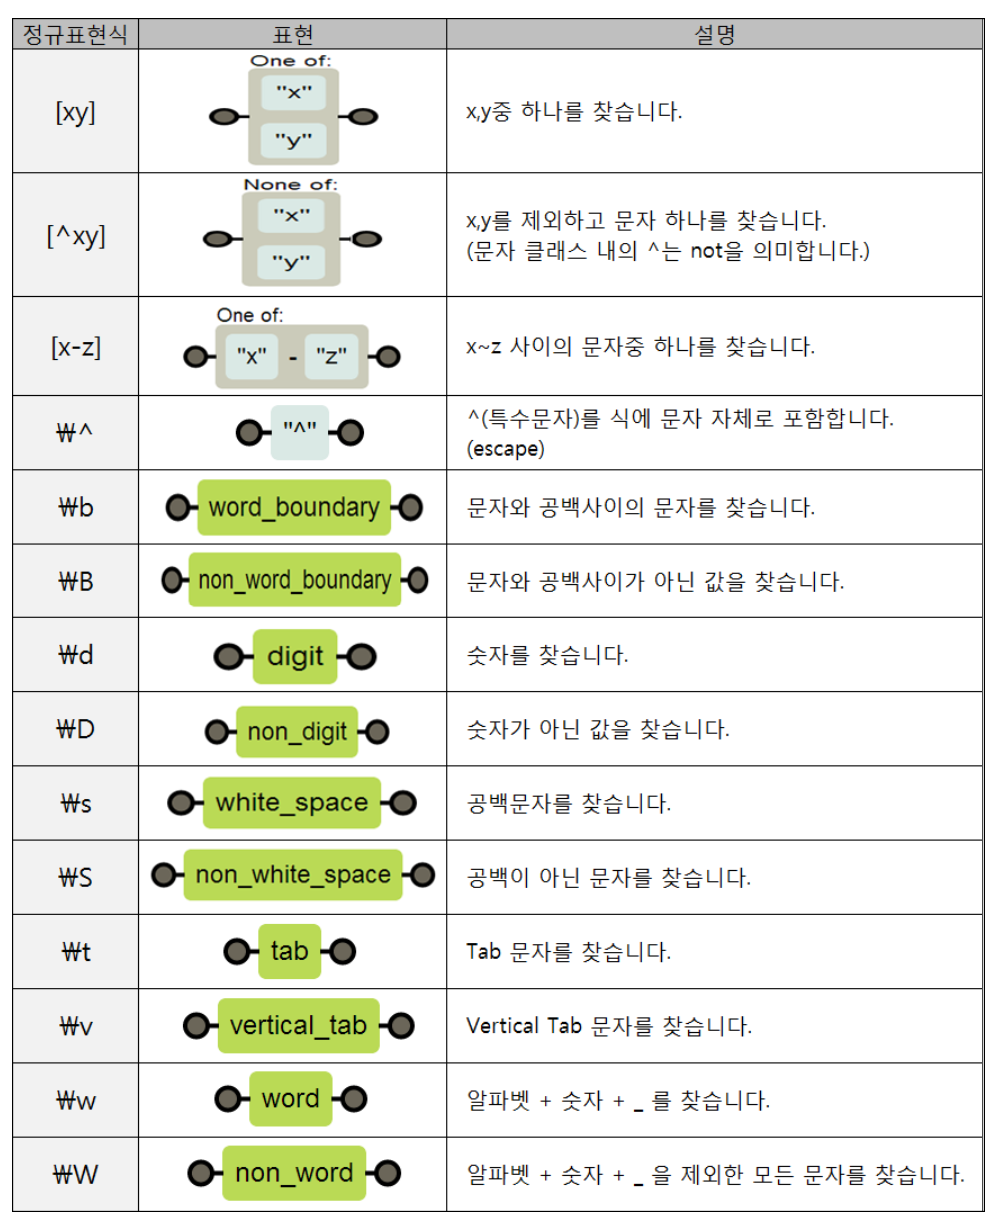 정규표현식 표현 설명
[xy] One of: "x" "y" x,y중 하나를 찾습니다.
[^xy] None of: "x" "y" x,y를 제외하고 문자 하나를 찾습니다.
(문자 클래스 내의 ^는 not을 의미합니다.)
[x-z] One of: "x" - "z" x~z 사이의 문자중 하나를 찾습니다.
₩^ "^" ^(특수문자)를 식에 문자 자체로 포함합니다.
(escape)
₩b word_boundary 문자와 공백사이의 문자를 찾습니다.
₩B non_word_boundary 문자와 공백사이가 아닌 값을 찾습니다.
₩d digit 숫자를 찾습니다.
₩D non_digit 숫자가 아닌 값을 찾습니다.
₩s white_space 공백문자를 찾습니다.
₩S non_white_space 공백이 아닌 문자를 찾습니다.
₩t tab Tab 문자를 찾습니다.
₩v vertical_tab Vertical Tab 문자를 찾습니다.
₩w word 알파벳 + 숫자 + _ 를 찾습니다.
₩W non_word 알파벳 + 숫자 + _ 을 제외한 모든 문자를 찾습니다.